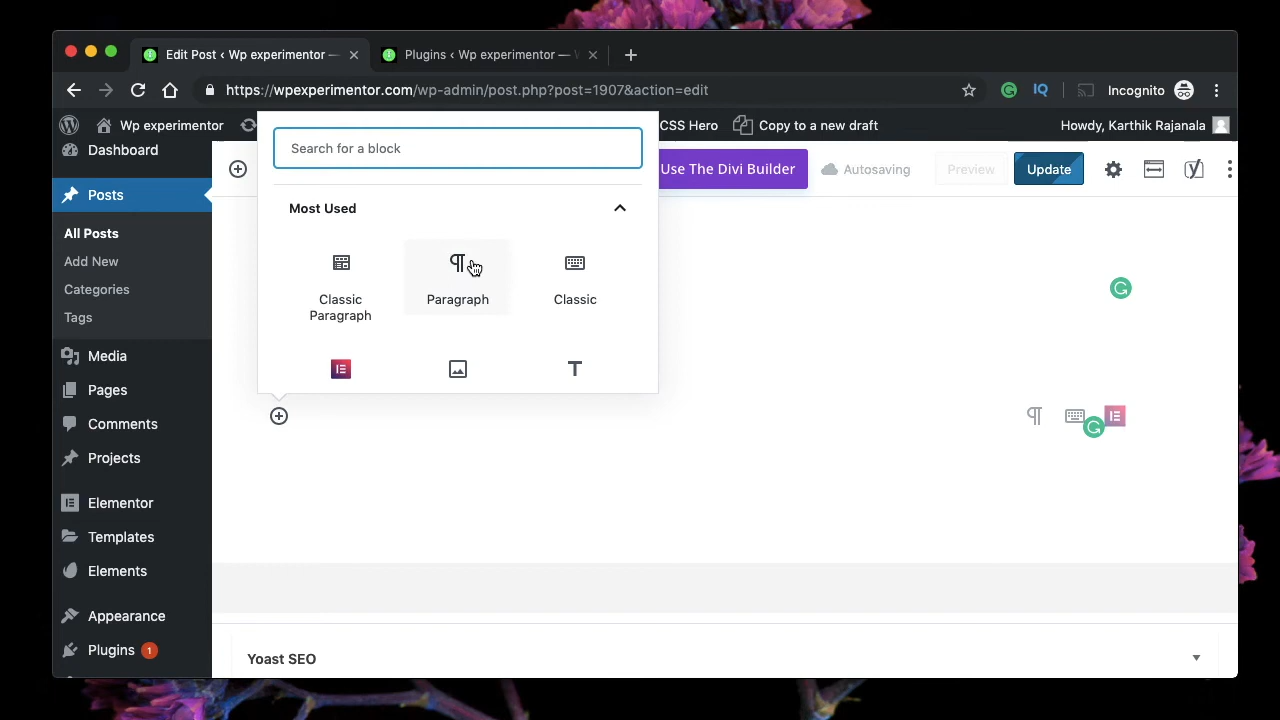 Edit Post ‹ Wp experimentor —
Plugins ‹ Wp experimentor —
https://wpexperimentor.com/wp-admin/post.php?post=1907&action=edit
IQ
Incognito
Wp experimentor
CSS Hero
Copy to a new draft
Howdy, Karthik Rajanala
Dashboard
Posts
All Posts
Add New
Categories
Tags
Media
Pages
Comments
Projects
Elementor
Templates
Elements
Appearance
Plugins 1
Search for a block
Use The Divi Builder
Autosaving
Preview
Update
Most Used
Classic
Paragraph
Paragraph
Classic
Yoast SEO